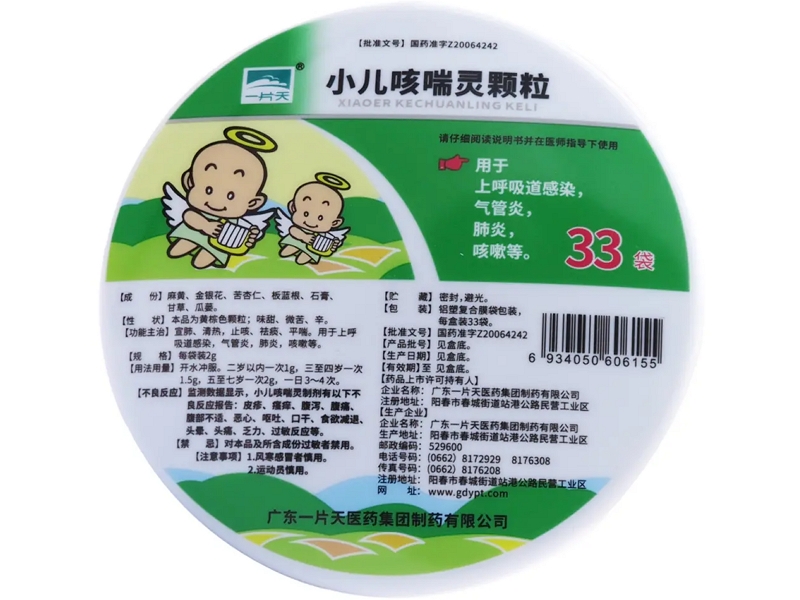 【批准文号】国药准字Z20064242
一片天
®
小儿咳喘灵颗粒
XIAOER KECHUANLING KELI
请仔细阅读说明书并在医师指导下使用
用于
上呼吸道感染，
气管炎，
肺炎，
咳嗽等。
33袋
【成　份】麻黄、金银花、苦杏仁、板蓝根、石膏、
甘草、瓜蒌。
【性　状】本品为黄棕色颗粒；味甜、微苦、辛。
【功能主治】宣肺、清热，止咳、祛痰、平喘。用于上呼
吸道感染，气管炎，肺炎，咳嗽等。
【规　格】每袋装2g
【用法用量】开水冲服。二岁以内一次1g，三至四岁一次
1.5g，五至七岁一次2g，一日3～4次。
【不良反应】监测数据显示，小儿咳喘灵制剂有以下不
良反应报告：皮疹、瘙痒、腹泻、腹痛、
腹部不适、恶心、呕吐、口干、食欲减退、
头晕、头痛、乏力、过敏反应等。
【禁　忌】对本品及所含成份过敏者禁用。
【注意事项】1.风寒感冒者慎用。
2.运动员慎用。
【贮　藏】密封，避光。
【包　装】铝塑复合膜袋包装，
每盒装33袋。
【批准文号】国药准字Z20064242
【产品批号】见盒底。
【生产日期】见盒底。
【有效期】至 见盒底。
【药品上市许可持有人】
企业名称：广东一片天医药集团制药有限公司
注册地址：阳春市春城街道站港公路民营工业区
【生产企业】
企业名称：广东一片天医药集团制药有限公司
生产地址：阳春市春城街道站港公路民营工业区
邮政编码：529600
电话号码：(0662) 8172929　8176308
传真号码：(0662) 8176208
注册地址：阳春市春城街道站港公路民营工业区
网　址：www.gdypt.com
6 934050 606155
广东一片天医药集团制药有限公司